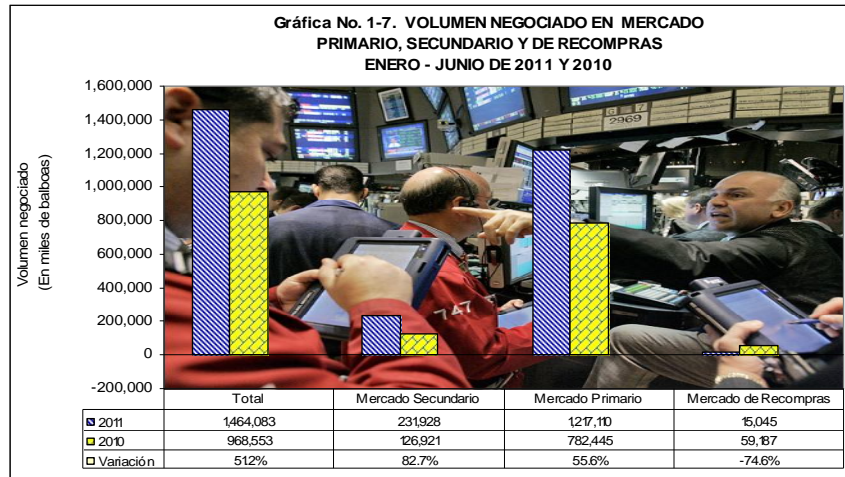 Gráfica No. 1-7. VOLUMEN NEGOCIADO EN MERCADO
PRIMARIO, SECUNDARIO Y DE RECOMPRAS
ENERO - JUNIO DE 2011 Y 2010
Volumen negociado
(En miles de balboas)
1,600,000
1,400,000
1,200,000
1,000,000
800,000
600,000
400,000
200,000
0
-200,000
2969
747
Total Mercado Secundario Mercado Primario Mercado de Recompras
2011 1,464,083 231,928 1,217,110 15,045
2010 968,553 126,921 782,445 59,187
Variación 51.2% 82.7% 55.6% -74.6%